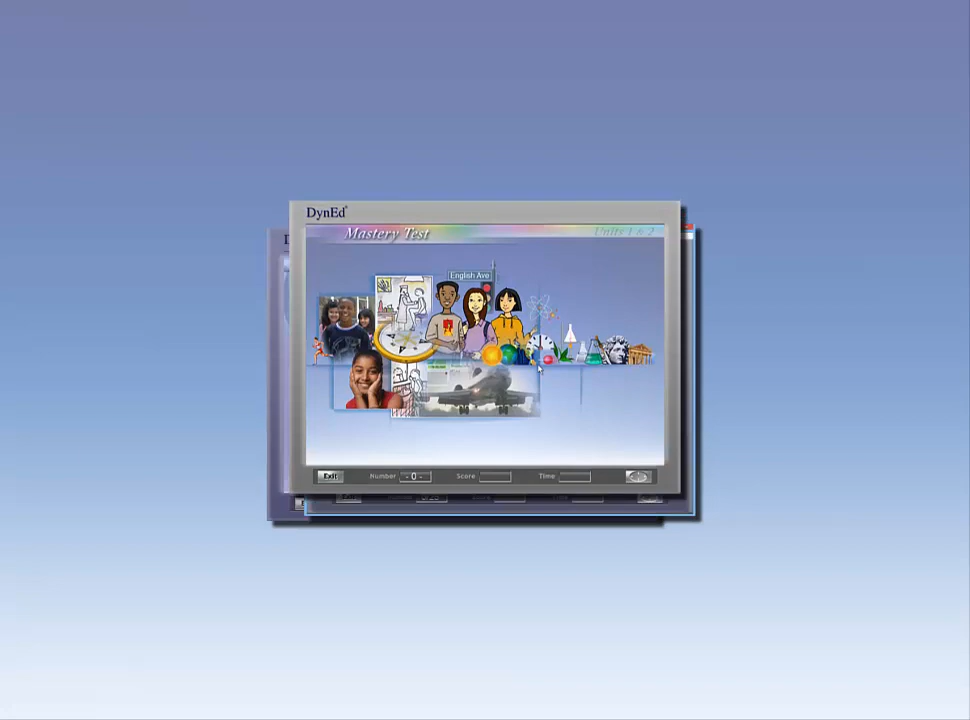 DynEd®
Mastery Test
Units 1 & 2
English Ave
Exit
Number
- 0 -
Score
Time